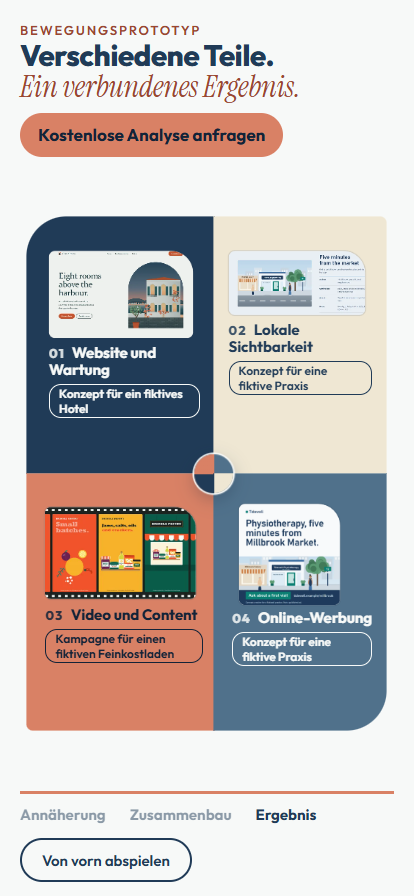 BEWEGUNGSPROTOTYP
Verschiedene Teile.
Ein verbundenes Ergebnis.
Kostenlose Analyse anfragen
Eight rooms
above the
harbour.
01 Website und
Wartung
Konzept für ein fiktives
Hotel
Five minutes
from the market
02 Lokale
Sichtbarkeit
Konzept für eine
fiktive Praxis
Small
batches.
03 Video und Content
Kampagne für einen
fiktiven Feinkostladen
Physiotherapy, five
minutes from
Millbrook Market.
04 Online-Werbung
Konzept für eine
fiktive Praxis
Annäherung Zusammenbau Ergebnis
Von vorn abspielen